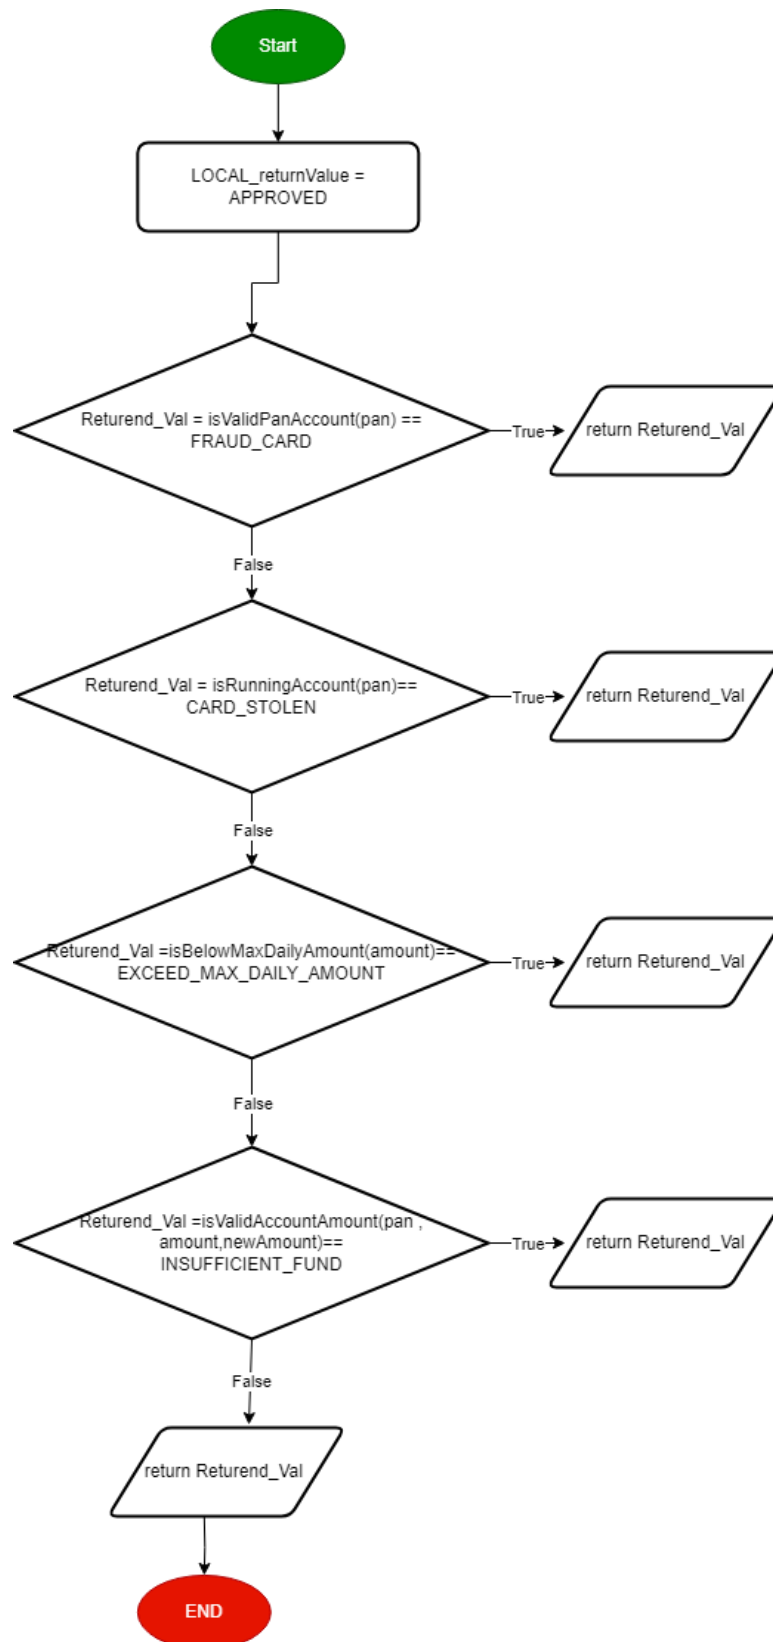 Start
LOCAL_returnValue =
APPROVED
Returend_Val = isValidPanAccount(pan) ==
FRAUD_CARD
True
return Returend_Val
False
Returend_Val = isRunningAccount(pan)==
CARD_STOLEN
True
return Returend_Val
False
Returend_Val =isBelowMaxDailyAmount(amount)==
EXCEED_MAX_DAILY_AMOUNT
True
return Returend_Val
False
Returend_Val =isValidAccountAmount(pan ,
amount,newAmount)==
INSUFFICIENT_FUND
True
return Returend_Val
False
return Returend_Val
END